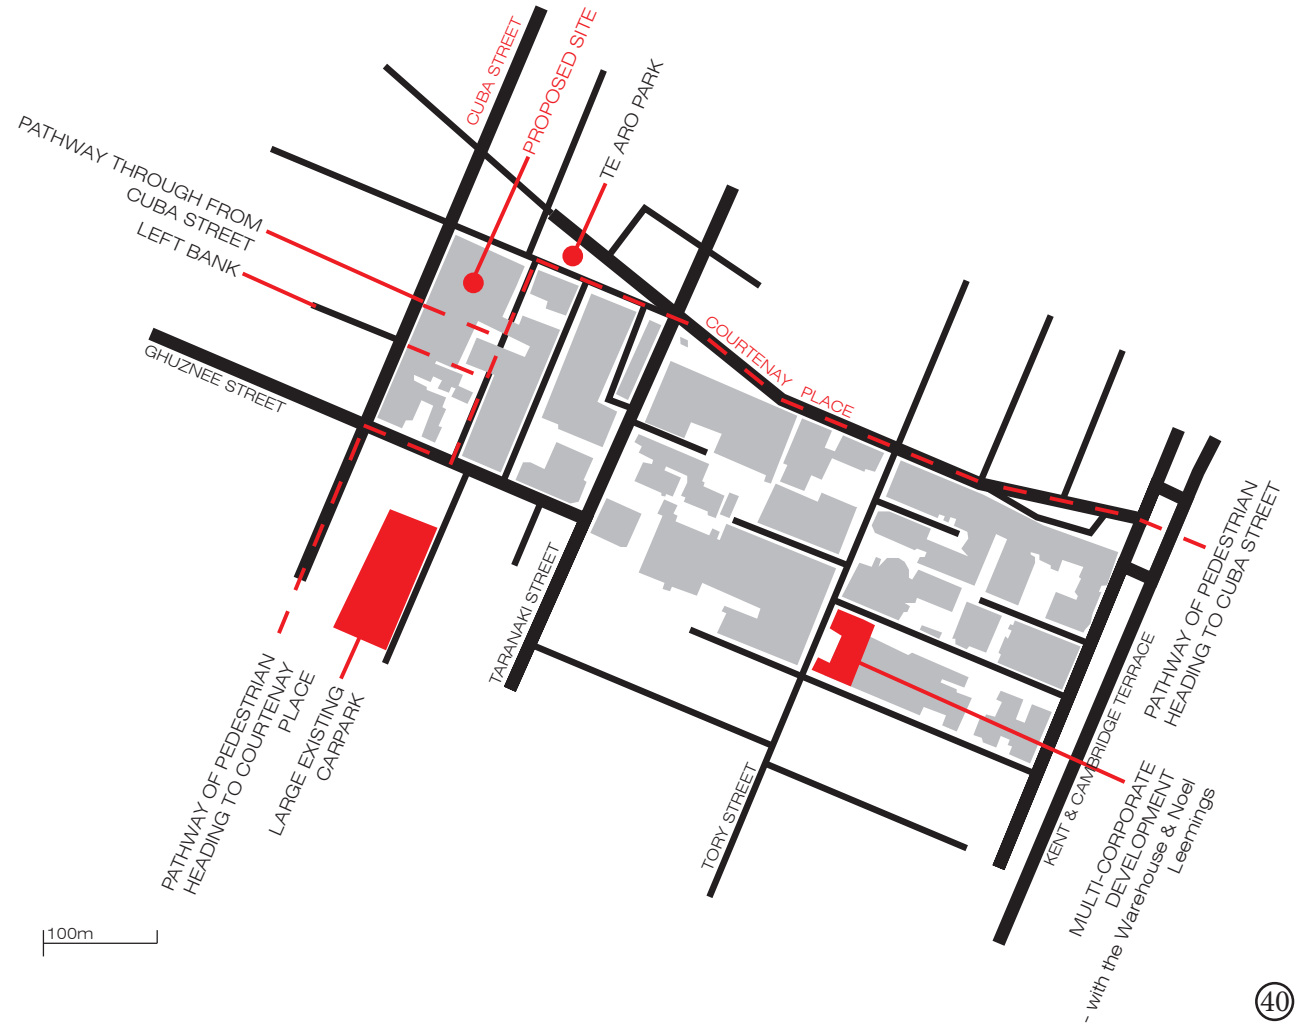 CUBA STREET
PROPOSED SITE
TE ARO PARK
PATHWAY THROUGH FROM
CUBA STREET
LEFT BANK
GHUZNEE STREET
COURTENAY PLACE
PATHWAY OF PEDESTRIAN
HEADING TO CUBA STREET
TARANAKI STREET
PATHWAY OF PEDESTRIAN
HEADING TO COURTENAY
PLACE
LARGE EXISTING
CARPARK
TORY STREET
KENT & CAMBRIDGE TERRACE
MULTI-CORPORATE
DEVELOPMENT
- with the Warehouse & Noel
Leemings
100m
40